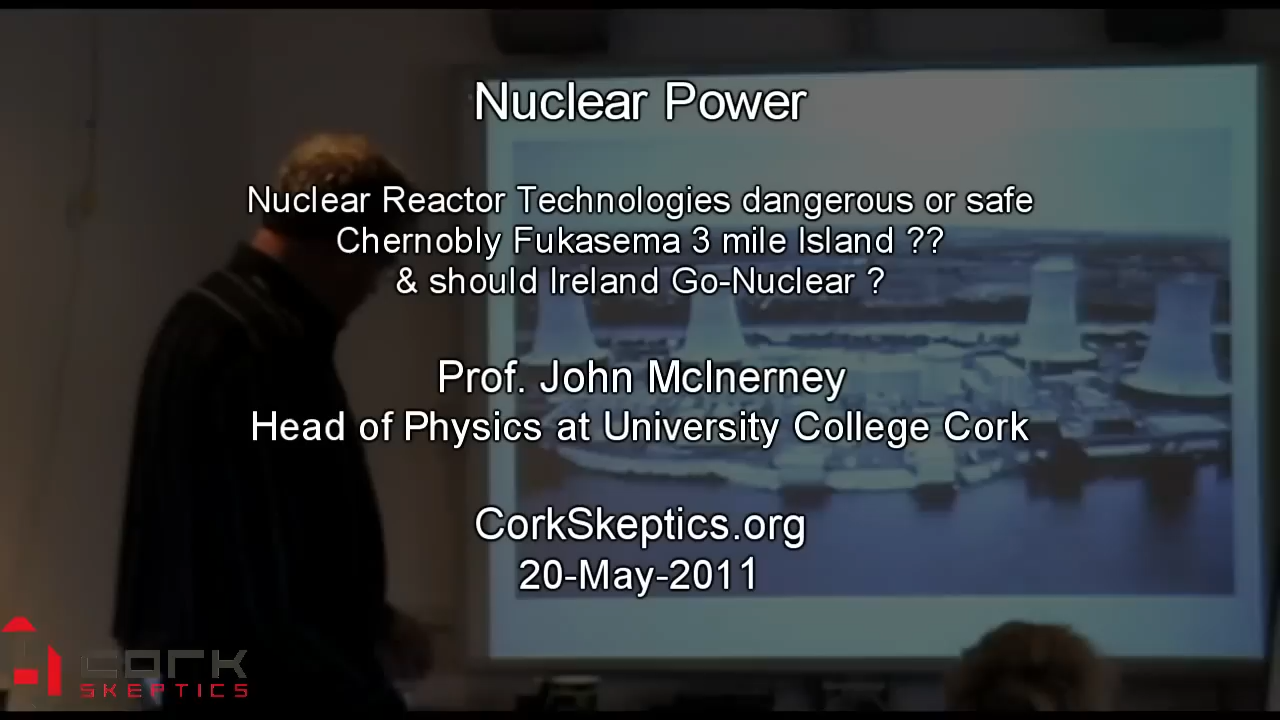 Nuclear Power
Nuclear Reactor Technologies dangerous or safe
Chernobly Fukasema 3 mile Island ??
& should Ireland Go-Nuclear ?
Prof. John McInerney
Head of Physics at University College Cork
CorkSkeptics.org
20-May-2011
cork
SKEPTICS